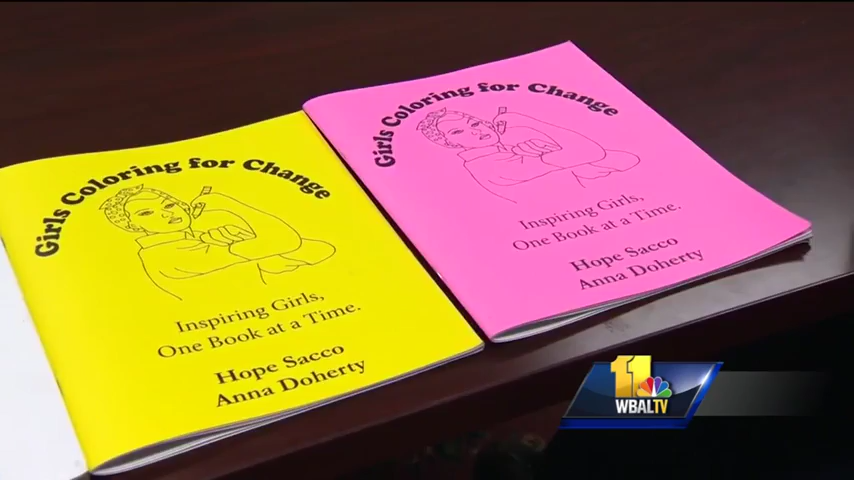 Girls Coloring for Change
Inspiring Girls,
One Book at a Time.
Hope Sacco
Anna Doherty
Girls Coloring for Change
Inspiring Girls,
One Book at a Time.
Hope Sacco
Anna Doherty
11
WBALTV